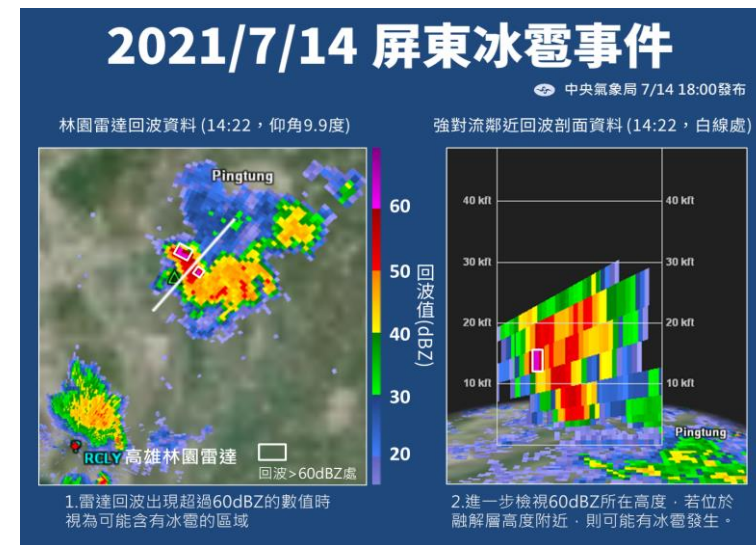 2021/7/14 屏東冰雹事件
中央氣象局 7/14 18:00發布
林園雷達回波資料 (14:22，仰角9.9度)
強對流鄰近回波剖面資料 (14:22，白線處)
Pingtung
60
50
40
30
20
回波值(dBZ)
RCLY 高雄林園雷達
回波>60dBZ處
40 kft
40 kft
30 kft
30 kft
20 kft
20 kft
10 kft
10 kft
Pingtung
1.雷達回波出現超過60dBZ的數值時
視為可能含有冰雹的區域
2.進一步檢視60dBZ所在高度，若位於
融解層高度附近，則可能有冰雹發生。